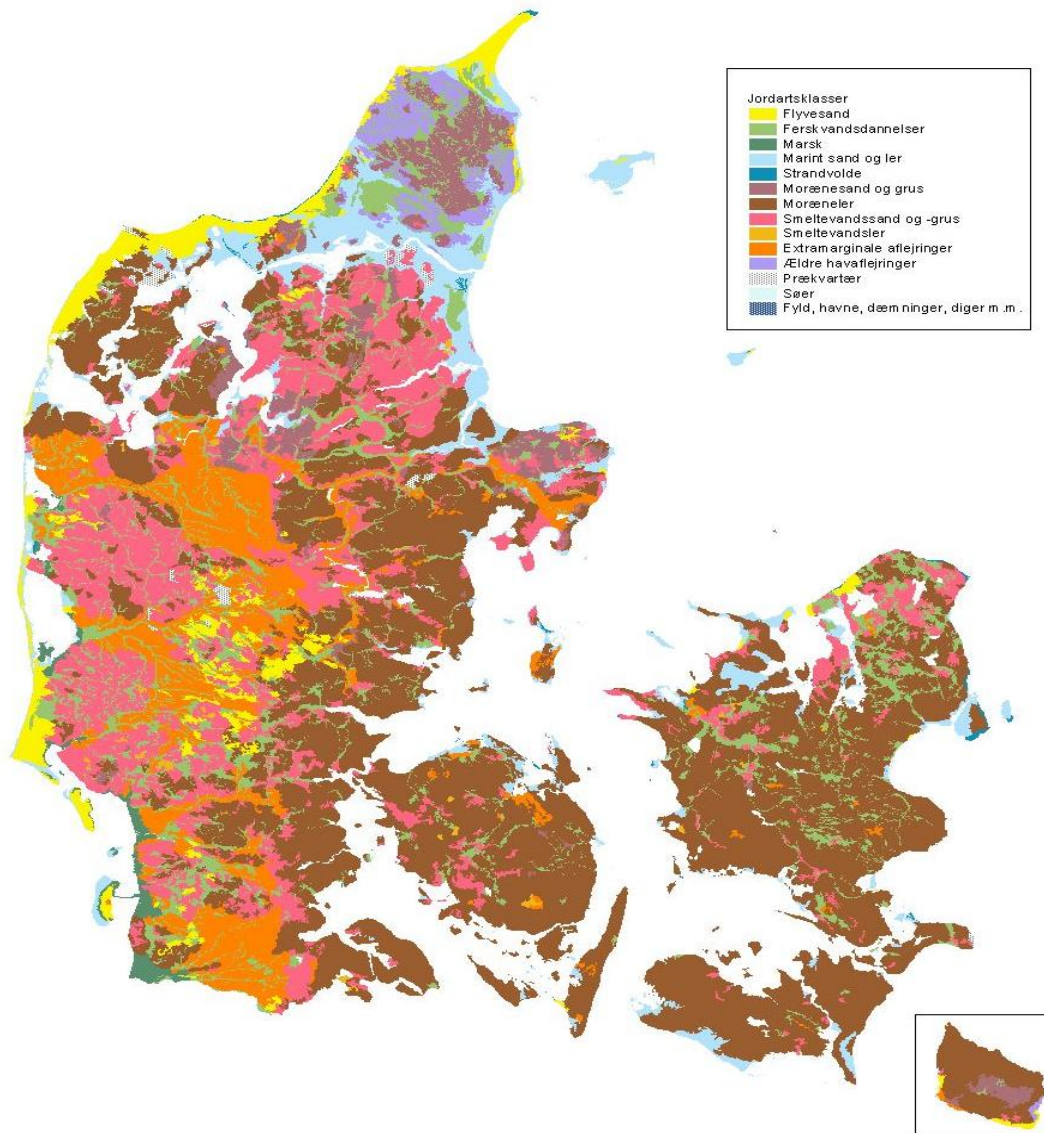 Jordartsklasser
Flyvesand
Ferskvandsdannelser
Marsk
Marint sand og ler
Strandvolde
Morænesand og grus
Moræneler
Smeltevandssand og -grus
Smeltevandsler
Extramarginale aflejringer
Ældre havaflejringer
Prækvartær
Søer
Fyld, havne, dæmninger, diger m.m.